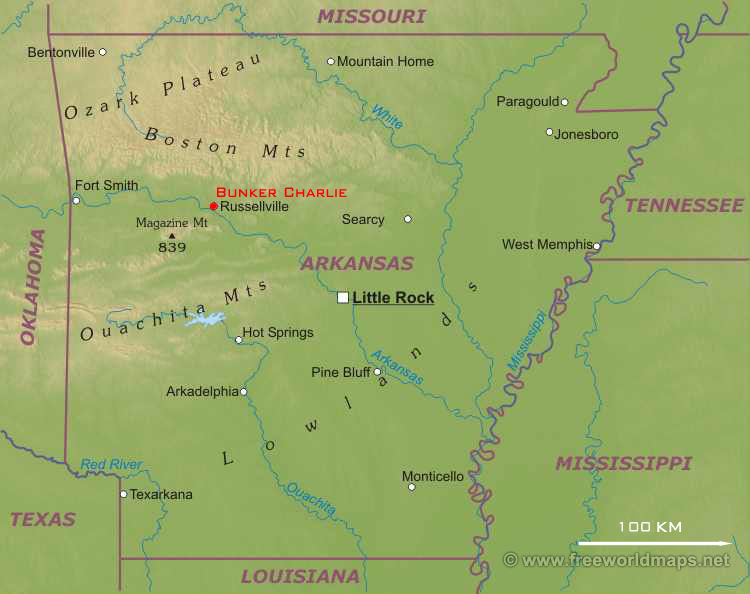 MISSOURI
Bentonville
Mountain Home
Ozark Plateau
Paragould
White
Jonesboro
Boston Mts
Fort Smith
BUNKER CHARLIE
Russellville
TENNESSEE
Magazine Mt
839
Searcy
West Memphis
OKLAHOMA
ARKANSAS
Ouachita Mts
Little Rock
Hot Springs
Mississippi
Pine Bluff
Arkansas
Arkadelphia
Lowlands
Red River
MISSISSIPPI
Monticello
Texarkana
Ouachita
TEXAS
100 KM
© www.freeworldmaps.net
LOUISIANA